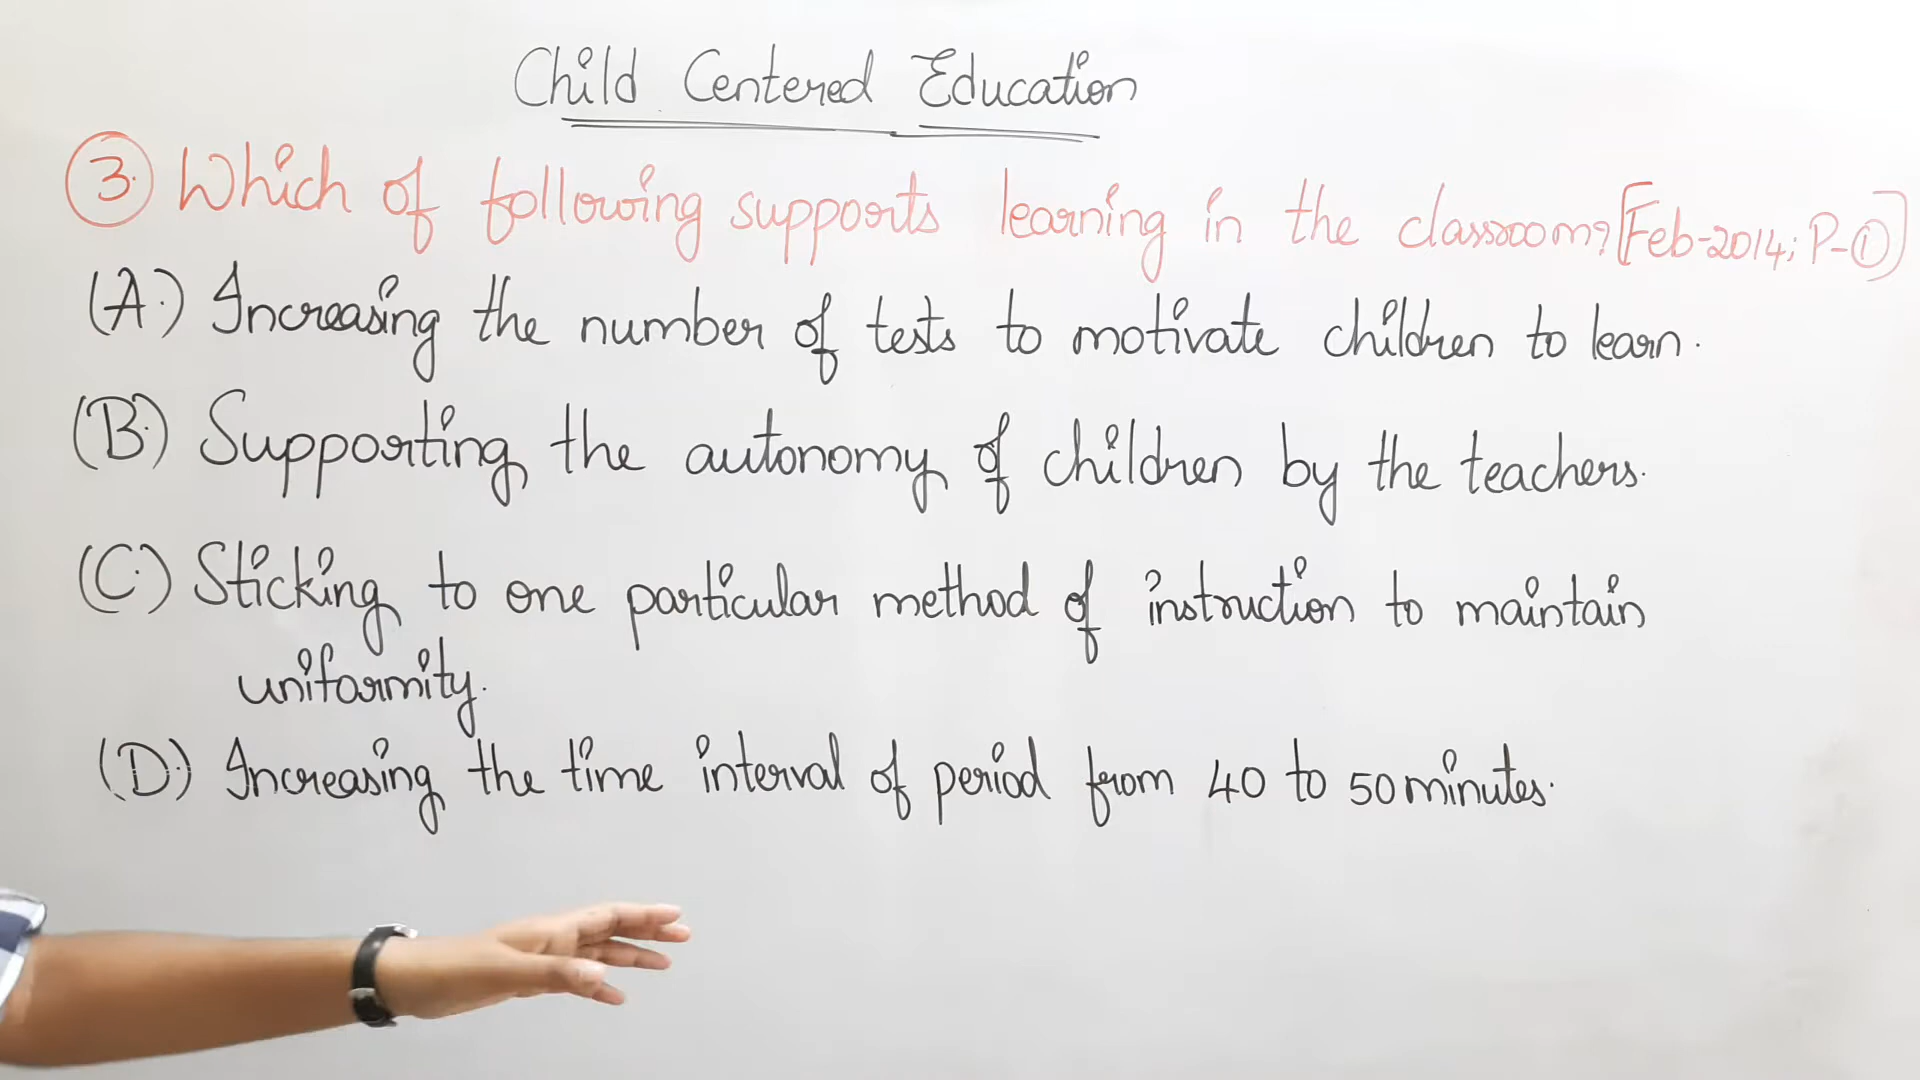 Child Centered Education
3. Which of following supports learning in the classroom? [Feb-2014; P-1]
(A.) Increasing the number of tests to motivate children to learn.
(B.) Supporting the autonomy of children by the teachers.
(C.) Sticking to one particular method of instruction to maintain
uniformity.
(D.) Increasing the time interval of period from 40 to 50 minutes.